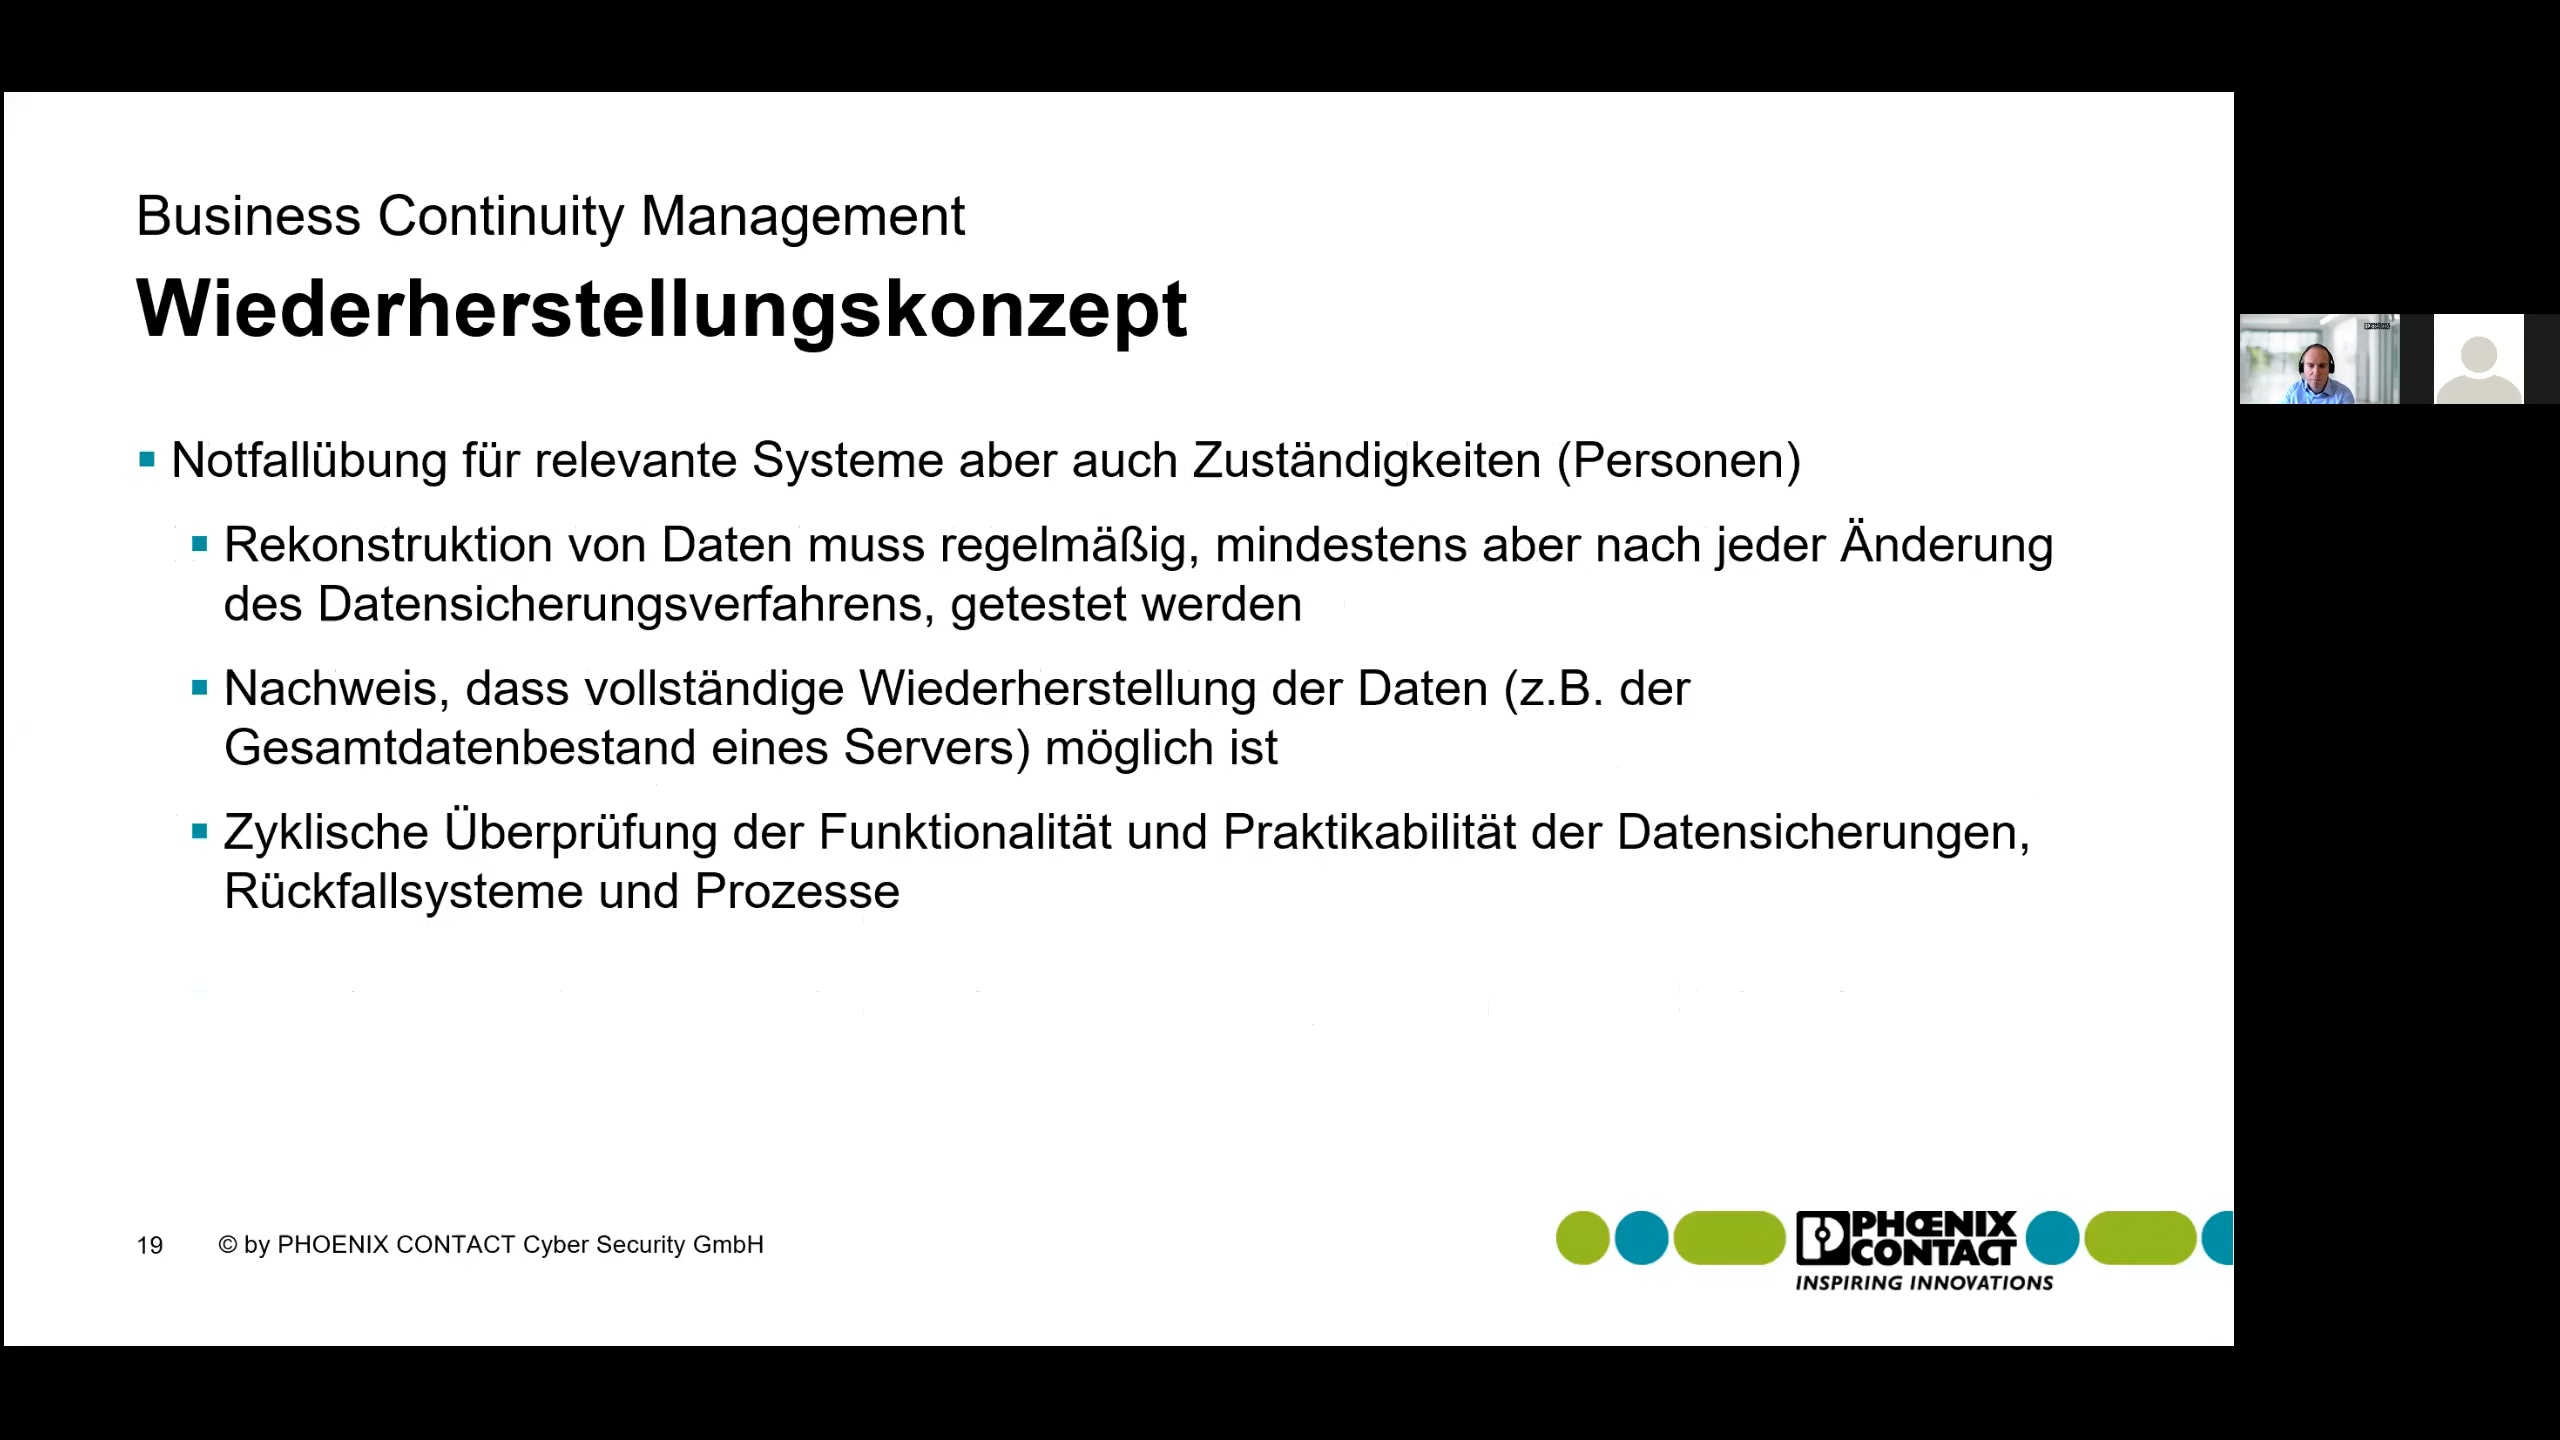 Business Continuity Management
Wiederherstellungskonzept
Notfallübung für relevante Systeme aber auch Zuständigkeiten (Personen)
Rekonstruktion von Daten muss regelmäßig, mindestens aber nach jeder Änderung
des Datensicherungsverfahrens, getestet werden
Nachweis, dass vollständige Wiederherstellung der Daten (z.B. der
Gesamtdatenbestand eines Servers) möglich ist
Zyklische Überprüfung der Funktionalität und Praktikabilität der Datensicherungen,
Rückfallsysteme und Prozesse
19 © by PHOENIX CONTACT Cyber Security GmbH
PHŒNIX
CONTACT
INSPIRING INNOVATIONS